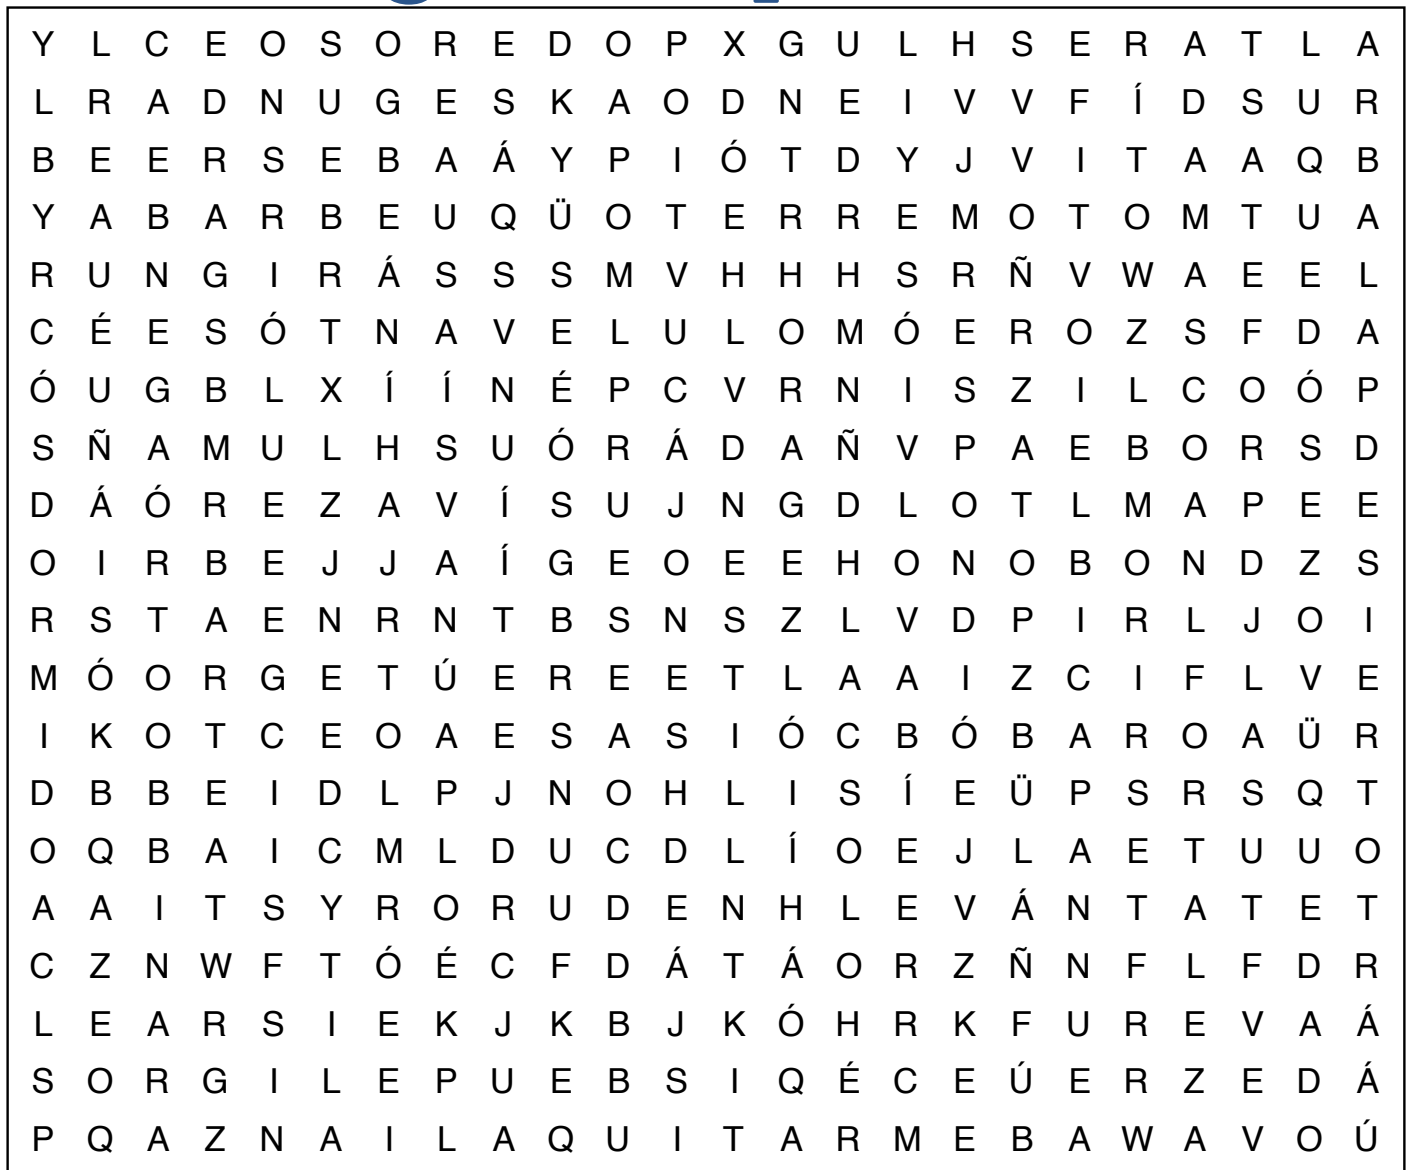 Y L C E O S O R E D O P X G U L H S E R A T L A
L R A D N U G E S K A O D N E I V V F Í D S U R
B E E R S E B A Á Y P I Ó T D Y J V I T A A Q B
Y A B A R B E U Q Ü O T E R R E M O T O M T U A
R U N G I R Á S S S M V H H H S R Ñ V W A E E L
C É E S Ó T N A V E L U L O M Ó E R O Z S F D A
Ó U G B L X Í Í N É P C V R N I S Z I L C O Ó P
S Ñ A M U L H S U Ó R Á D A Ñ V P A E B O R S D
D Á Ó R E Z A V Í S U J N G D L O T L M A P E E
O I R B E J J A Í G E O E E H O N O B O N D Z S
R S T A E N R N T B S N S Z L V D P I R L J O I
M Ó O R G E T Ú E R E E T L A A I Z C I F L V E
I K O T C E O A E S A S I Ó C B Ó B A R O A Ü R
D B B E I D L P J N O H L I S Í E Ü P S R S Q T
O Q B A I C M L D U C D L Í O E J L A E T U U O
A A I T S Y R O R U D E N H L E V Á N T A T E T
C Z N W F T Ó É C F D Á T Á O R Z Ñ N F L F D R
L E A R S I E K J K B J K Ó H R K F U R E V A Á
S O R G I L E P U E B S I Q É C E Ú E R Z E D Á
P Q A Z N A I L A Q U I T A R M E B A W A V O Ú